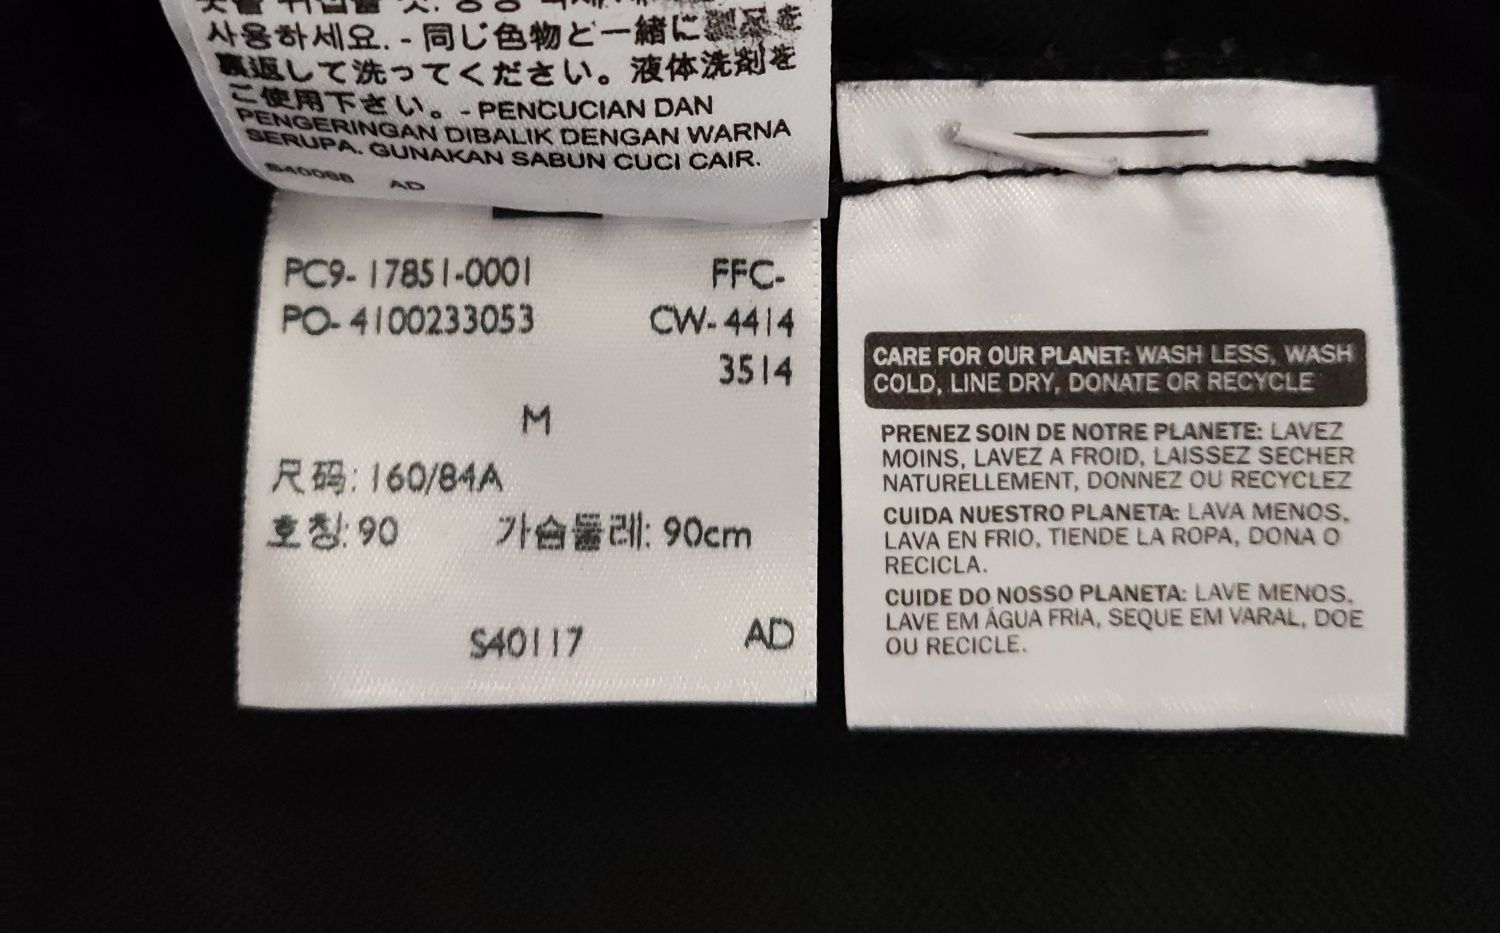 사용하세요. - 同じ色物と一緒に
裏返して洗ってください。液体洗剤を
ご使用下さい。- PENCUCIAN DAN
PENGERINGAN DIBALIK DENGAN WARNA
SERUPA. GUNAKAN SABUN CUCI CAIR.
S40088 AD
PC9-17851-0001 FFC-
PO-4100233053 CW-4414
3514
M
尺码: 160/84A
호칭: 90 가슴둘레: 90cm
S40117 AD
CARE FOR OUR PLANET: WASH LESS, WASH
COLD, LINE DRY, DONATE OR RECYCLE
PRENEZ SOIN DE NOTRE PLANETE: LAVEZ
MOINS, LAVEZ A FROID, LAISSEZ SECHER
NATURELLEMENT, DONNEZ OU RECYCLEZ
CUIDA NUESTRO PLANETA: LAVA MENOS,
LAVA EN FRIO, TIENDE LA ROPA, DONA O
RECICLA.
CUIDE DO NOSSO PLANETA: LAVE MENOS,
LAVE EM ÁGUA FRIA, SEQUE EM VARAL, DOE
OU RECICLE.